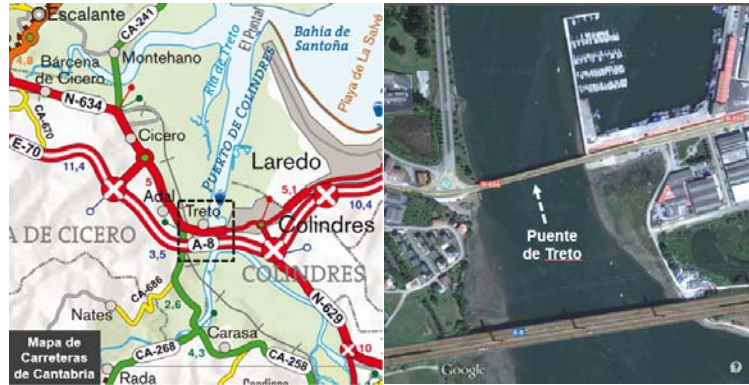 Escalante
CA-241
El Puntal
Bahía de
Santoña
4,8
Bárcena
de Cicero
Montehano
Ría de Treto
Playa de La Salvé
N-634
CA-670
Cicero
PUERTO DE COLINDRES
E-70
Laredo
11,4
5
5,1
10,4
Adal
Treto
Colindres
A DE CICERO
A-8
3,5
COLINDRES
CA-686
2,6
N-629
Nates
Carasa
Mapa de
Carreteras
de Cantabria
CA-268
4,3
CA-258
10
Rada
N-634
N-634
Puente
de Treto
A-8
Google